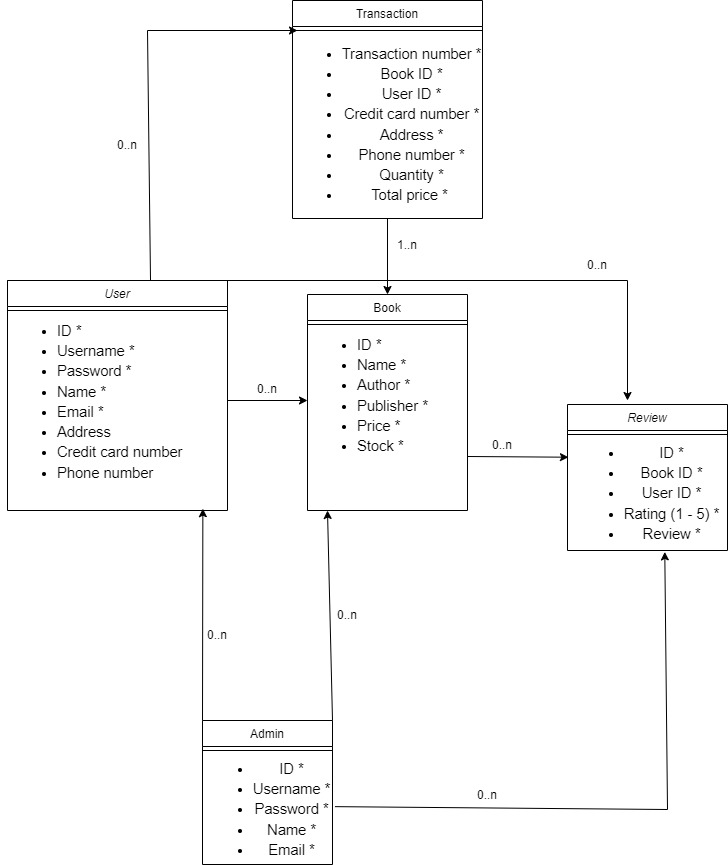 Transaction
Transaction number *
Book ID *
User ID *
Credit card number *
Address *
Phone number *
Quantity *
Total price *
0..n
1..n
0..n
User
ID *
Username *
Password *
Name *
Email *
Address
Credit card number
Phone number
0..n
Book
ID *
Name *
Author *
Publisher *
Price *
Stock *
0..n
Review
ID *
Book ID *
User ID *
Rating (1 - 5) *
Review *
0..n
0..n
Admin
ID *
Username *
Password *
Name *
Email *
0..n